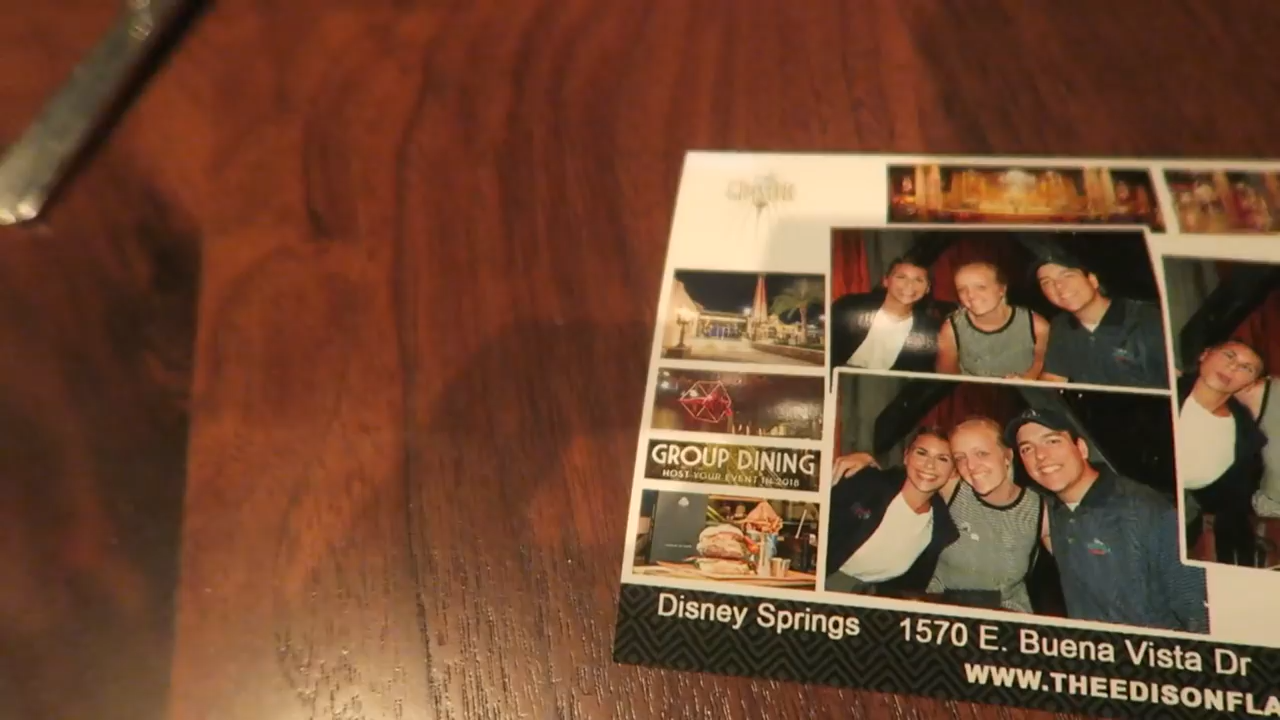 GROUP DINING
HOST YOUR EVENT IN 2018
Disney Springs 1570 E. Buena Vista Dr
WWW.THEEDISONFLA